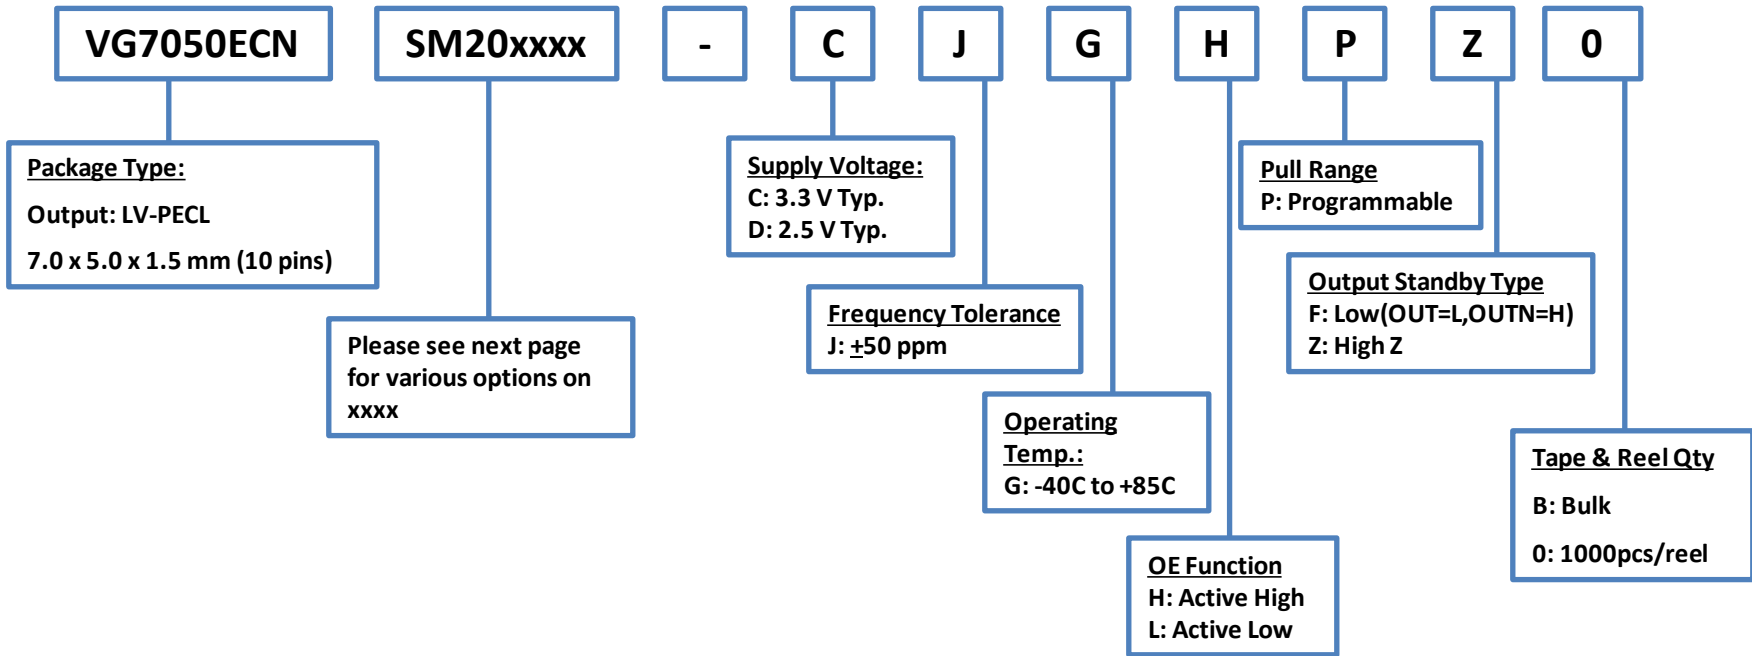 VG7050ECN SM20xxxx - C J G H P Z 0
Package Type:
Output: LV-PECL
7.0 x 5.0 x 1.5 mm (10 pins)
Please see next page
for various options on
xxxx
Supply Voltage:
C: 3.3 V Typ.
D: 2.5 V Typ.
Frequency Tolerance
J: ±50 ppm
Operating
Temp.:
G: -40C to +85C
OE Function
H: Active High
L: Active Low
Pull Range
P: Programmable
Output Standby Type
F: Low(OUT=L,OUTN=H)
Z: High Z
Tape & Reel Qty
B: Bulk
0: 1000pcs/reel